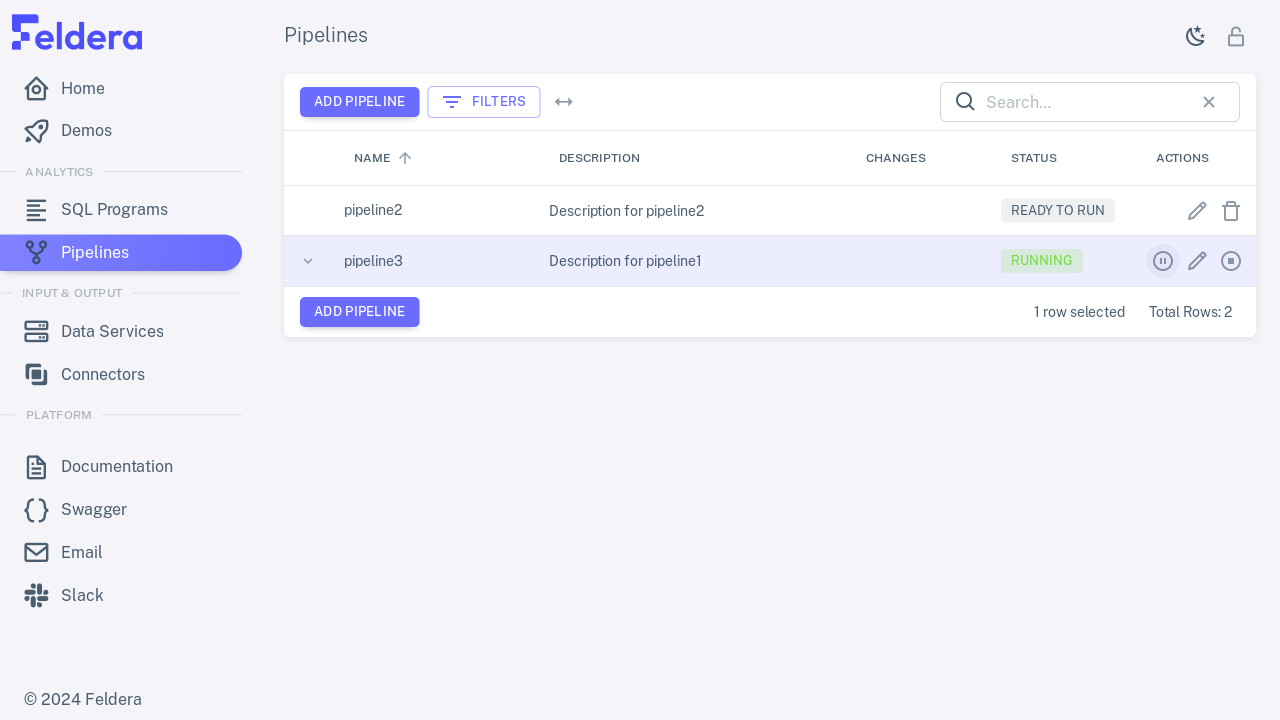 Feldera
Home
Demos
ANALYTICS
SQL Programs
Pipelines
INPUT & OUTPUT
Data Services
Connectors
PLATFORM
Documentation
Swagger
Email
Slack
© 2024 Feldera
Pipelines
ADD PIPELINE FILTERS Search...
NAME DESCRIPTION CHANGES STATUS ACTIONS
pipeline2 Description for pipeline2 READY TO RUN
pipeline3 Description for pipeline1 RUNNING
ADD PIPELINE 1 row selected Total Rows: 2